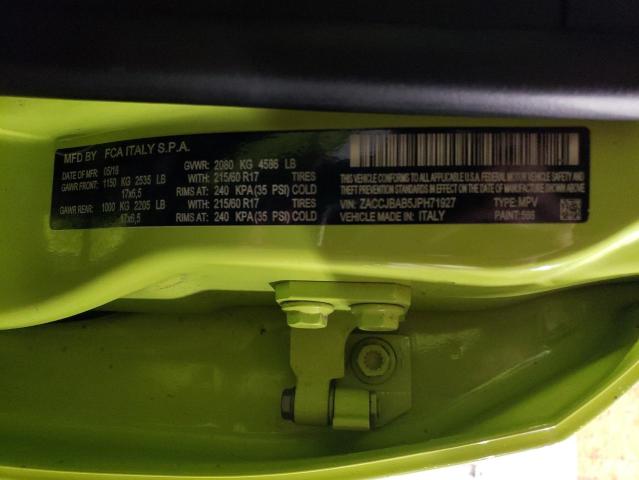 MFD BY FCA ITALY S.P.A.
DATE OF MFR 05/18 GVWR: 2080 KG 4586 LB
GAWR FRONT: 1150 KG 2535 LB WITH 215/60 R17 TIRES
17x6,5 RIMS AT 240 KPA(35 PSI) COLD
GAWR REAR: 1000 KG 2205 LB WITH 215/60 R17 TIRES
17x6,5 RIMS AT 240 KPA(35 PSI) COLD
THIS VEHICLE CONFORMS TO ALL APPLICABLE U.S.A. FEDERAL MOTOR VEHICLE
SAFETY, BUMPER, AND THEFT PREVENTION STANDARDS IN EFFECT ON THE DATE OF MANUFACTURE SHOWN ABOVE.
VIN: ZACCJBAB5JPH71927 TYPE: MPV
VEHICLE MADE IN: ITALY PAINT: 566